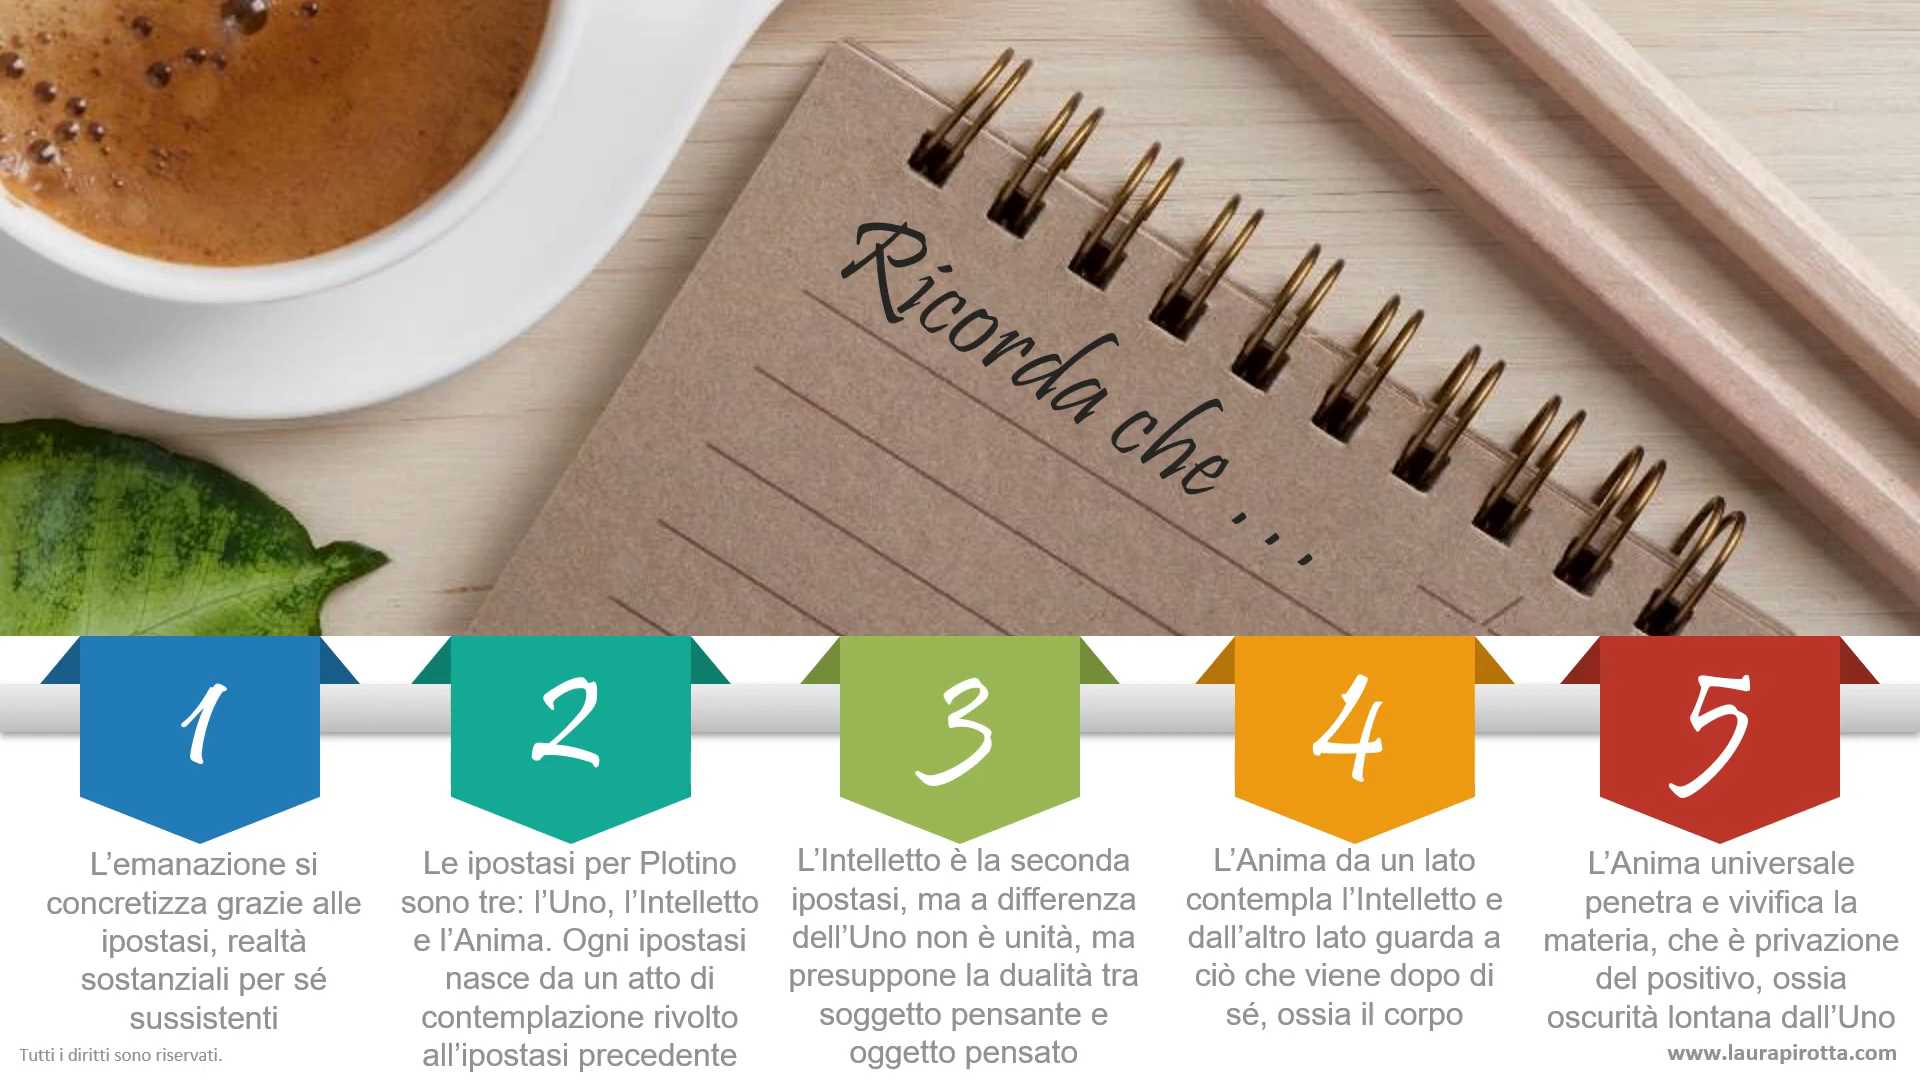 Ricorda che . . .
1
L’emanazione si
concretizza grazie alle
ipostasi, realtà
sostanziali per sé
sussistenti
2
Le ipostasi per Plotino
sono tre: l’Uno, l’Intelletto
e l’Anima. Ogni ipostasi
nasce da un atto di
contemplazione rivolto
all’ipostasi precedente
3
L’Intelletto è la seconda
ipostasi, ma a differenza
dell’Uno non è unità, ma
presuppone la dualità tra
soggetto pensante e
oggetto pensato
4
L’Anima da un lato
contempla l’Intelletto e
dall’altro lato guarda a
ciò che viene dopo di
sé, ossia il corpo
5
L’Anima universale
penetra e vivifica la
materia, che è privazione
del positivo, ossia
oscurità lontana dall’Uno
Tutti i diritti sono riservati.
www.laurapirotta.com